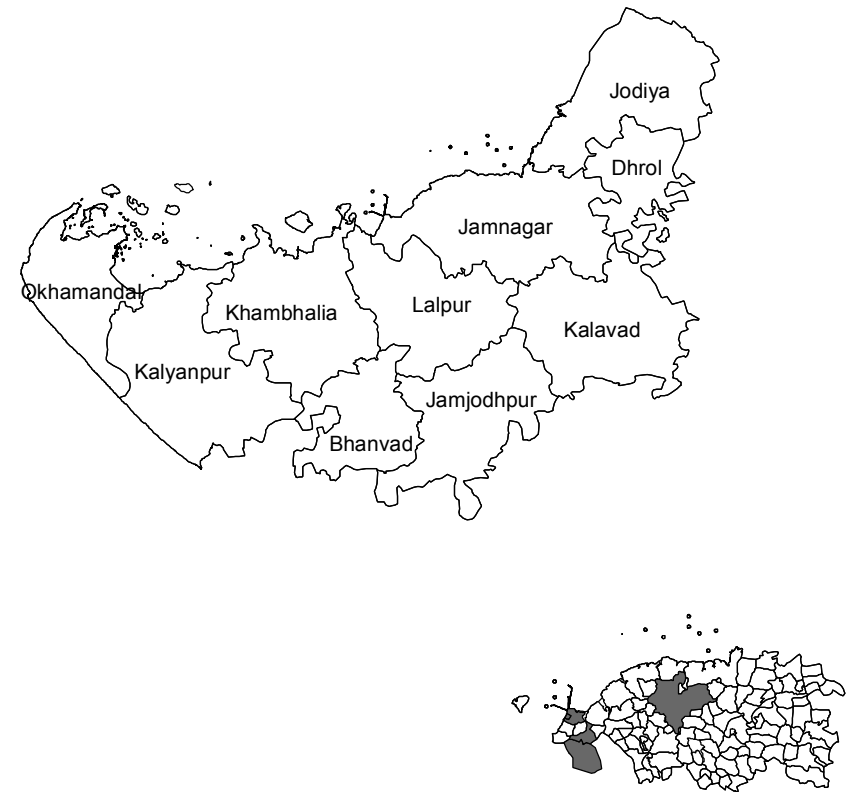 Jodiya
Dhrol
Jamnagar
Okhamandal
Khambhalia
Lalpur
Kalavad
Kalyanpur
Jamjodhpur
Bhanvad